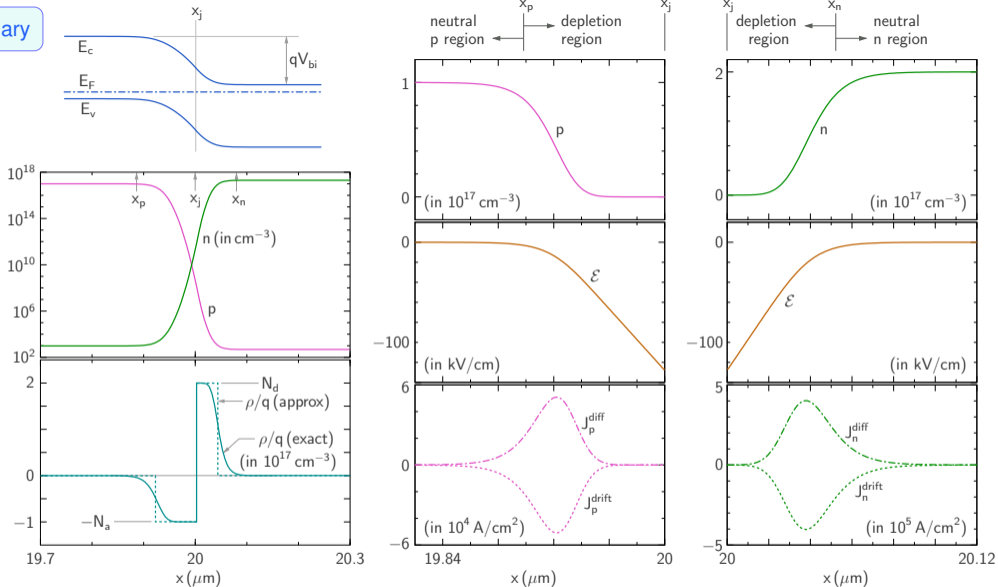 ary
x_j
E_c
qV_bi
E_F
E_v
10^18
10^14
10^10
10^6
10^2
x_p
x_j
x_n
n (in cm^−3)
p
2
0
−1
N_d
ρ/q (approx)
ρ/q (exact)
(in 10^17 cm^−3)
−N_a
19.7
20
20.3
x (μm)
x_p
x_j
neutral
p region
depletion
region
1
0
p
(in 10^17 cm^−3)
0
−100
ℰ
(in kV/cm)
6
0
−6
J_p^diff
J_p^drift
(in 10^4 A/cm^2)
19.84
20
x (μm)
x_j
x_n
depletion
region
neutral
n region
2
0
n
(in 10^17 cm^−3)
0
−100
ℰ
(in kV/cm)
5
0
−5
J_n^diff
J_n^drift
(in 10^5 A/cm^2)
20
20.12
x (μm)